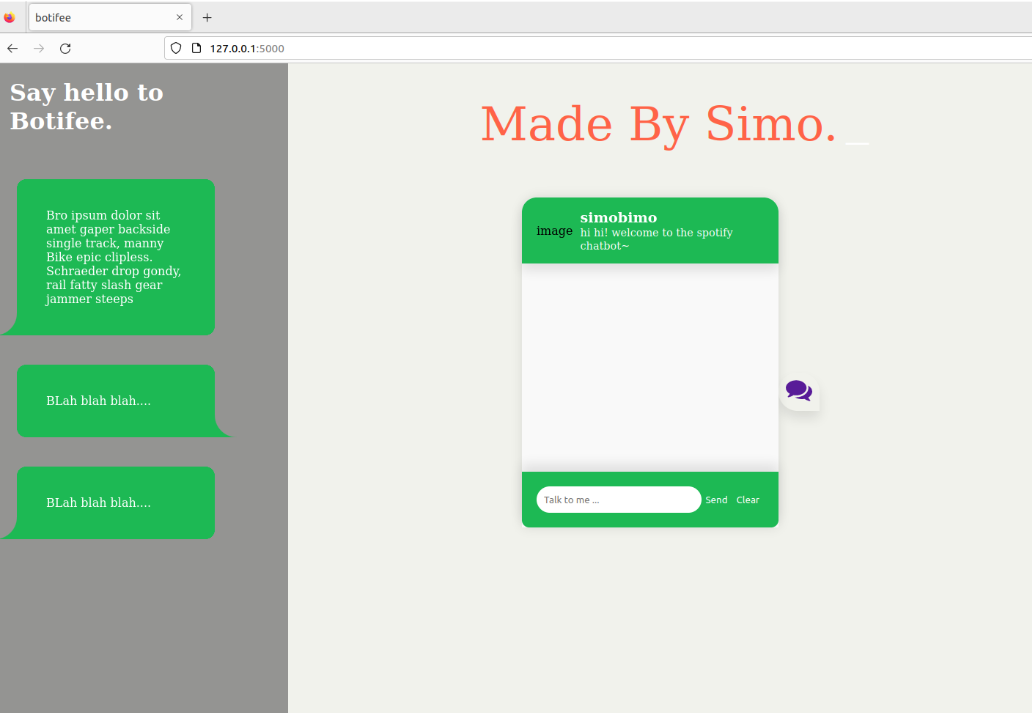 botifee
127.0.0.1:5000
Say hello to
Botifee.
Bro ipsum dolor sit
amet gaper backside
single track, manny
Bike epic clipless.
Schraeder drop gondy,
rail fatty slash gear
jammer steeps
BLah blah blah....
BLah blah blah....
Made By Simo. _
image
simobimo
hi hi! welcome to the spotify
chatbot~
Talk to me ...
Send
Clear